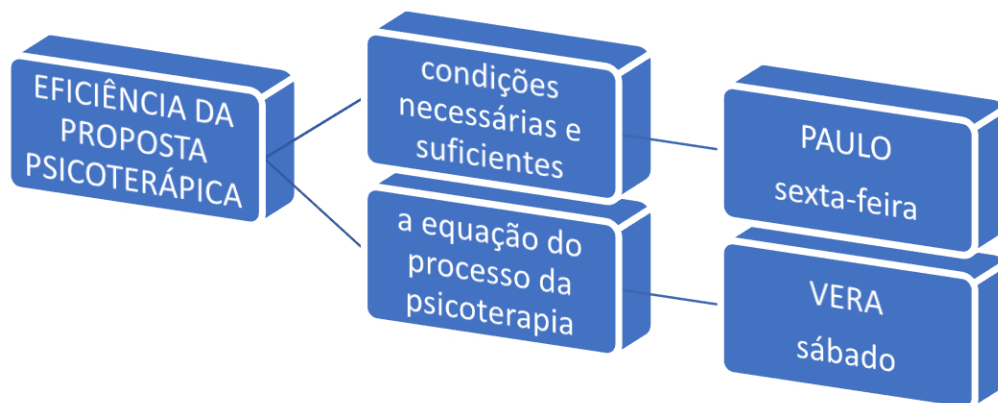 EFICIÊNCIA DA
PROPOSTA
PSICOTERÁPICA
condições
necessárias e
suficientes
PAULO
sexta-feira
a equação do
processo da
psicoterapia
VERA
sábado